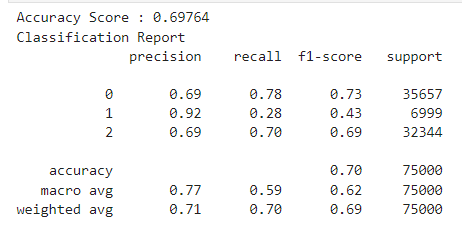 Accuracy Score : 0.69764
Classification Report
precision recall f1-score support
0 0.69 0.78 0.73 35657
1 0.92 0.28 0.43 6999
2 0.69 0.70 0.69 32344
accuracy 0.70 75000
macro avg 0.77 0.59 0.62 75000
weighted avg 0.71 0.70 0.69 75000